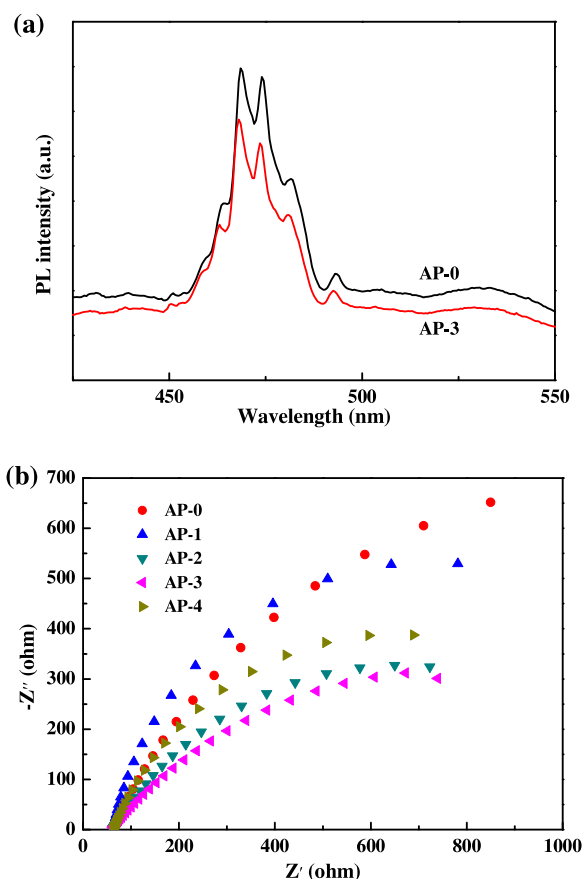 (a)
PL intensity (a.u.)
AP-0
AP-3
450 500 550
Wavelength (nm)
(b)
700
600
500
400
300
200
100
0
-Z″ (ohm)
AP-0
AP-1
AP-2
AP-3
AP-4
0 200 400 600 800 1000
Z′ (ohm)